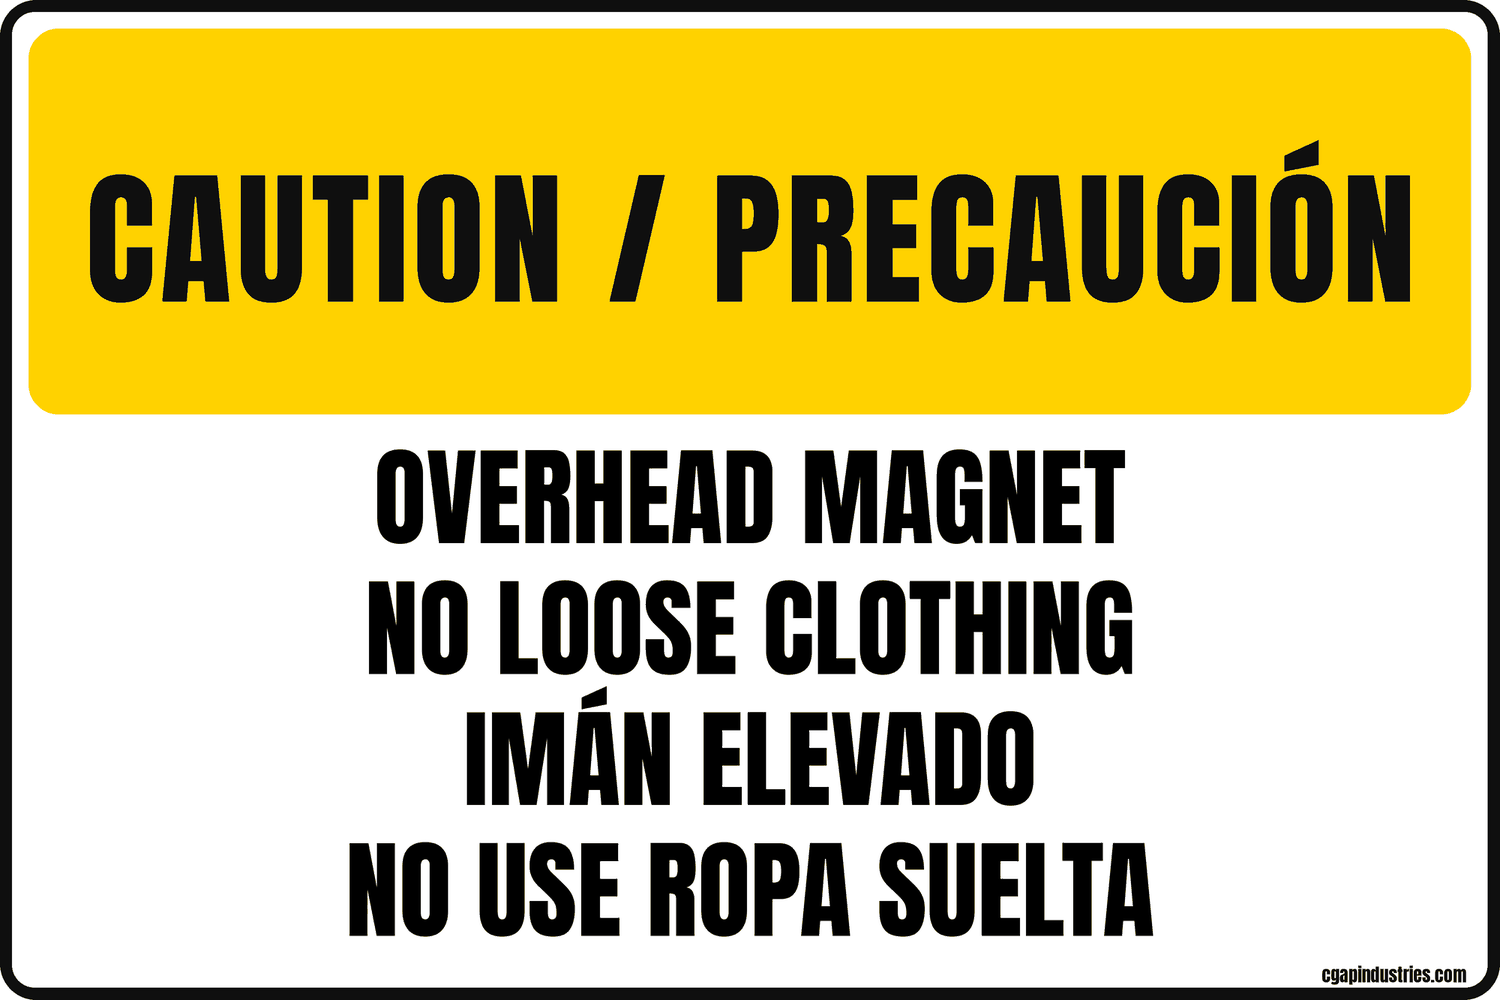 CAUTION / PRECAUCIÓN
OVERHEAD MAGNET
NO LOOSE CLOTHING
IMÁN ELEVADO
NO USE ROPA SUELTA
cgapindustries.com